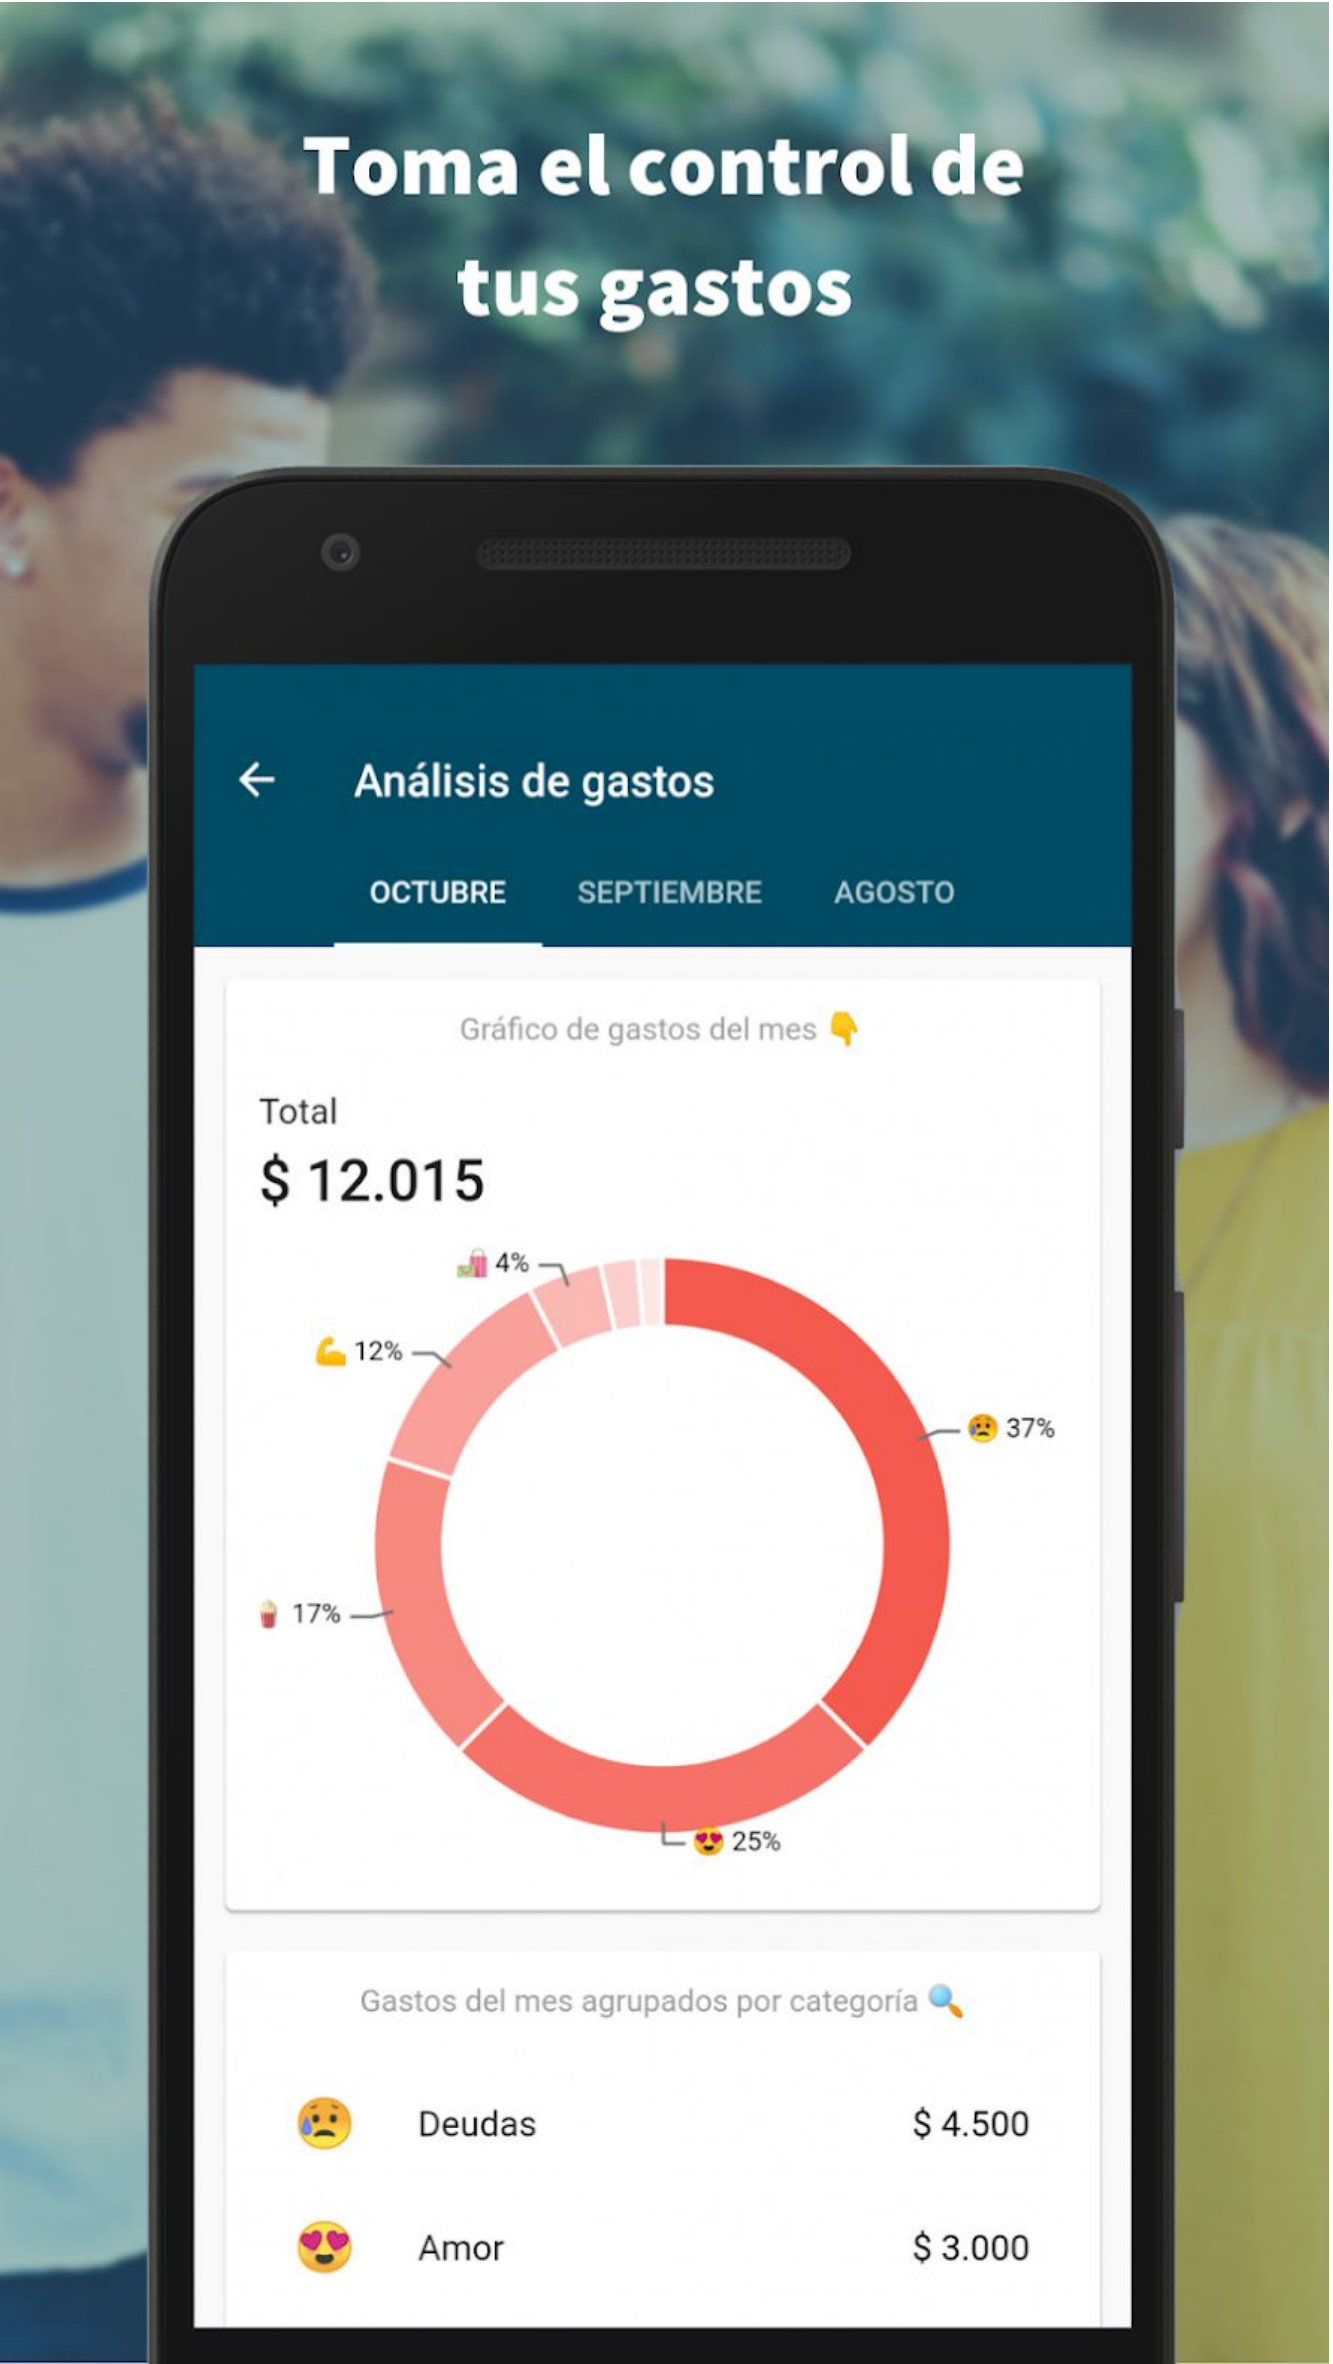 Toma el control de
tus gastos
Análisis de gastos
OCTUBRE SEPTIEMBRE AGOSTO
Gráfico de gastos del mes 👇
Total
$ 12.015
🛍️ 4%
💪 12%
😥 37%
🍿 17%
😍 25%
Gastos del mes agrupados por categoría 🔍
😥 Deudas $ 4.500
😍 Amor $ 3.000